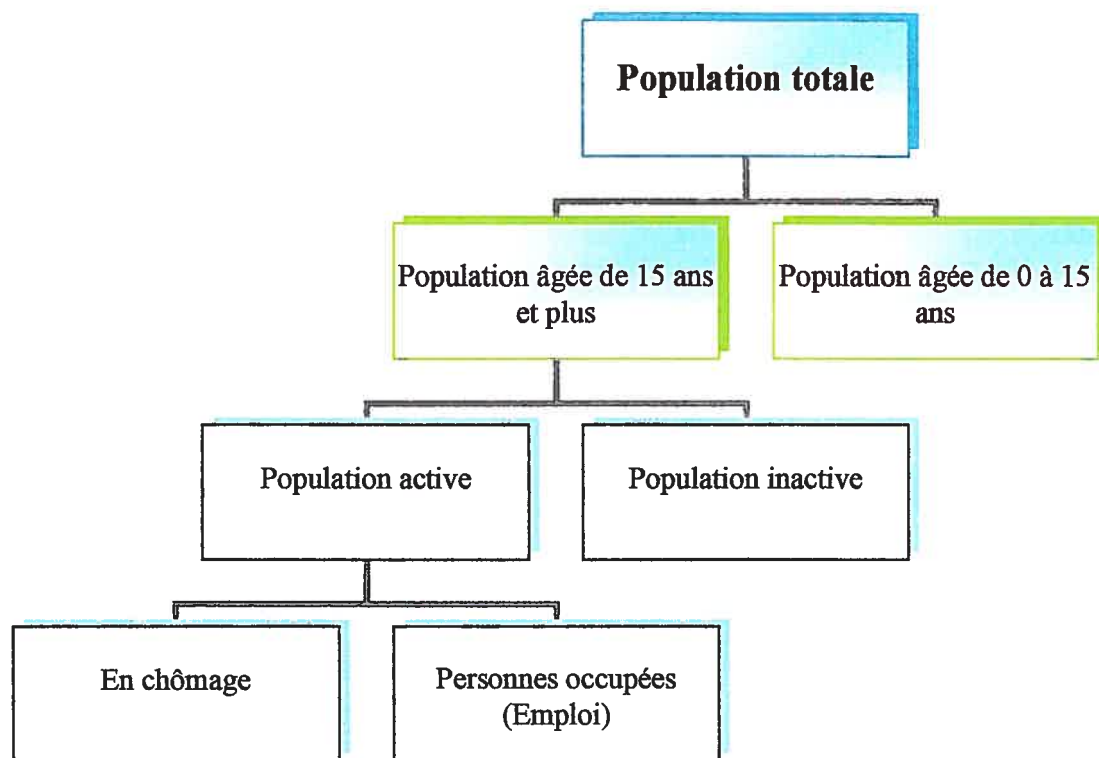 Population totale
Population âgée de 15 ans
et plus
Population âgée de 0 à 15
ans
Population active
Population inactive
En chômage
Personnes occupées
(Emploi)